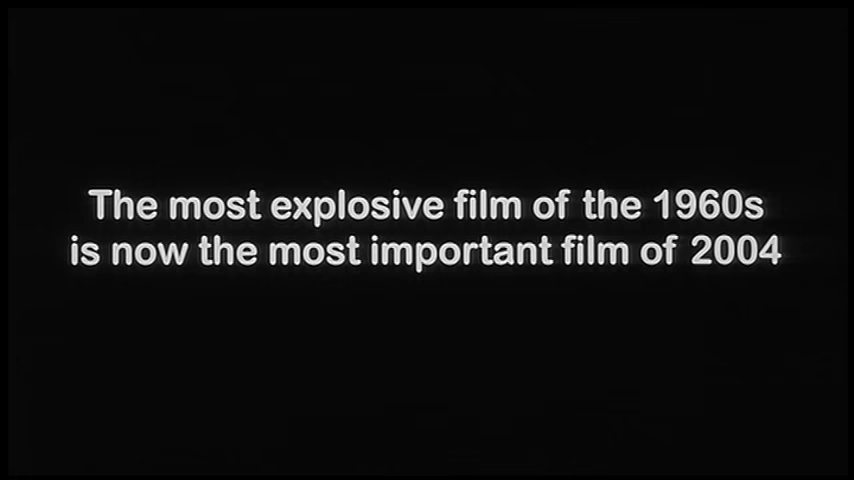 The most explosive film of the 1960s
is now the most important film of 2004